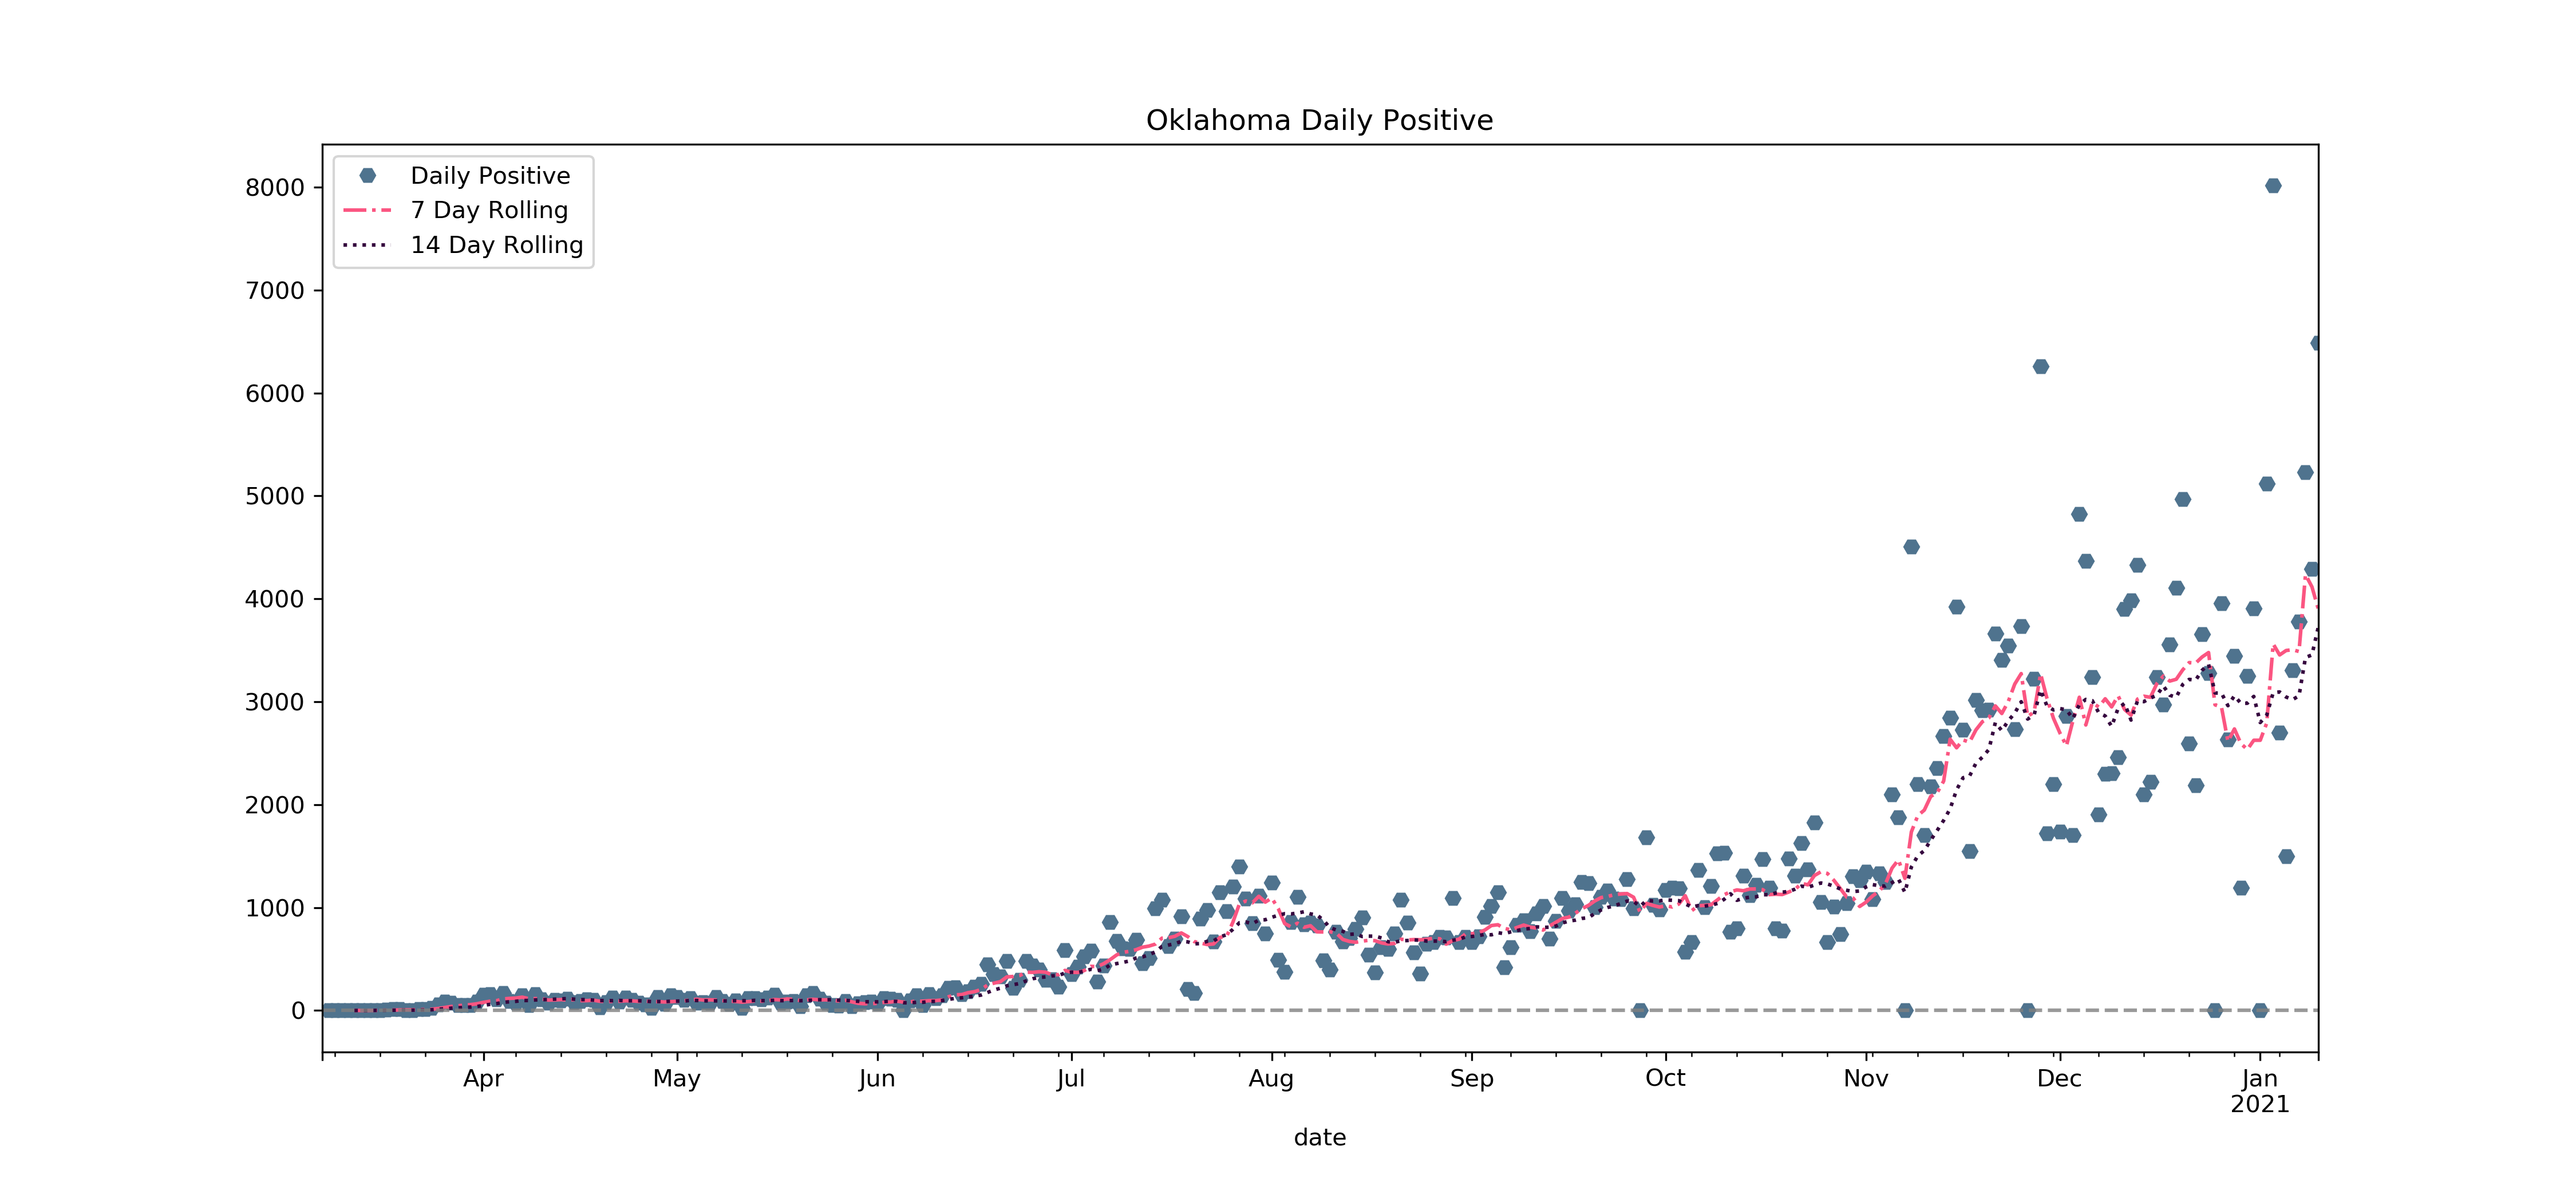 Oklahoma Daily Positive
Daily Positive
7 Day Rolling
14 Day Rolling
8000
7000
6000
5000
4000
3000
2000
1000
0
Apr May Jun Jul Aug Sep Oct Nov Dec Jan
2021
date